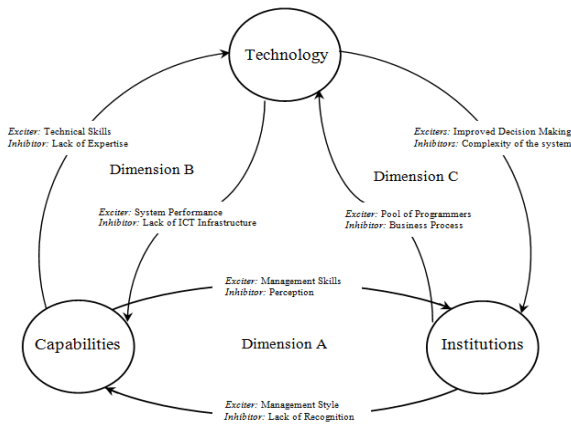 Technology
Exciter: Technical Skills
Inhibitor: Lack of Expertise
Exciters: Improved Decision Making
Inhibitors: Complexity of the system
Dimension B
Dimension C
Exciter: System Performance
Inhibitor: Lack of ICT Infrastructure
Exciter: Pool of Programmers
Inhibitor: Business Process
Exciter: Management Skills
Inhibitor: Perception
Capabilities
Dimension A
Institutions
Exciter: Management Style
Inhibitor: Lack of Recognition